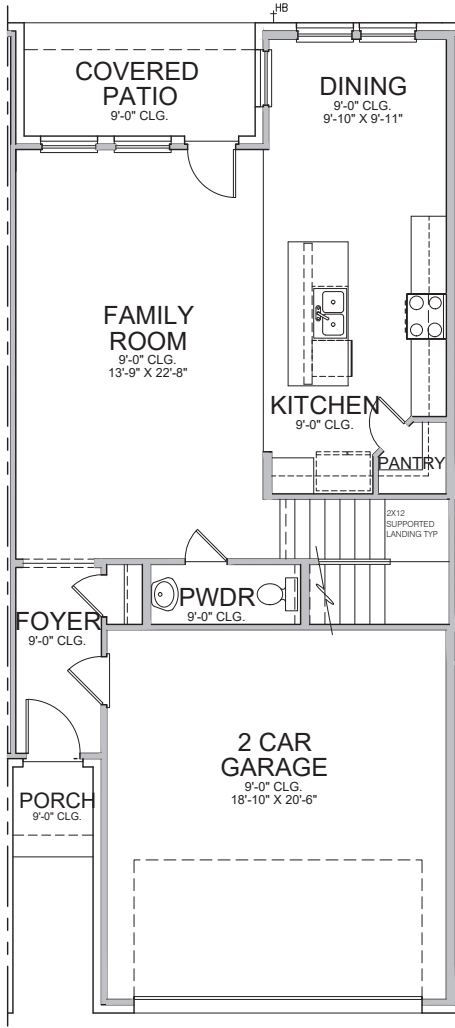 HB
COVERED
PATIO
9'-0" CLG.
DINING
9'-0" CLG.
9'-10" X 9'-11"
FAMILY
ROOM
9'-0" CLG.
13'-9" X 22'-8"
KITCHEN
9'-0" CLG.
PANTRY
2X12
SUPPORTED
LANDING TYP
PWDR
9'-0" CLG.
FOYER
9'-0" CLG.
2 CAR
GARAGE
9'-0" CLG.
18'-10" X 20'-6"
PORCH
9'-0" CLG.